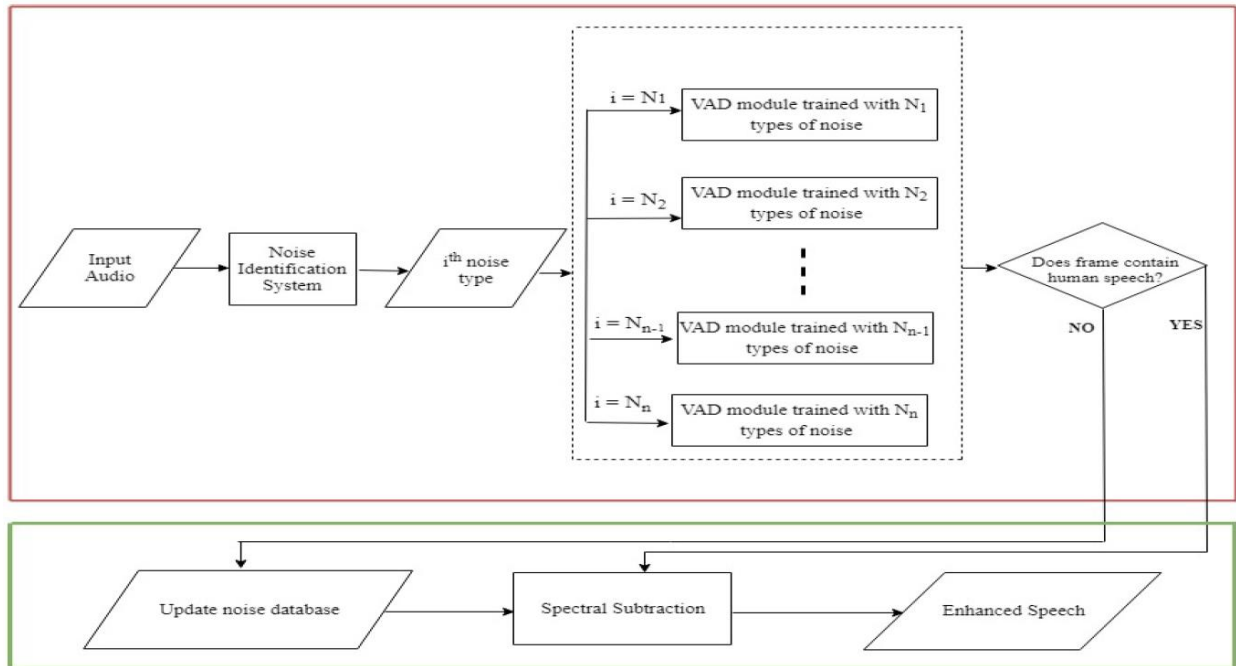 i = N1
VAD module trained with N₁
types of noise
i = N₂
VAD module trained with N₂
types of noise
Input
Audio
Noise
Identification
System
iᵗʰ noise
type
Does frame contain
human speech?
i = Nₙ₋₁
VAD module trained with Nₙ₋₁
types of noise
NO
YES
i = Nₙ
VAD module trained with Nₙ
types of noise
Update noise database
Spectral Subtraction
Enhanced Speech